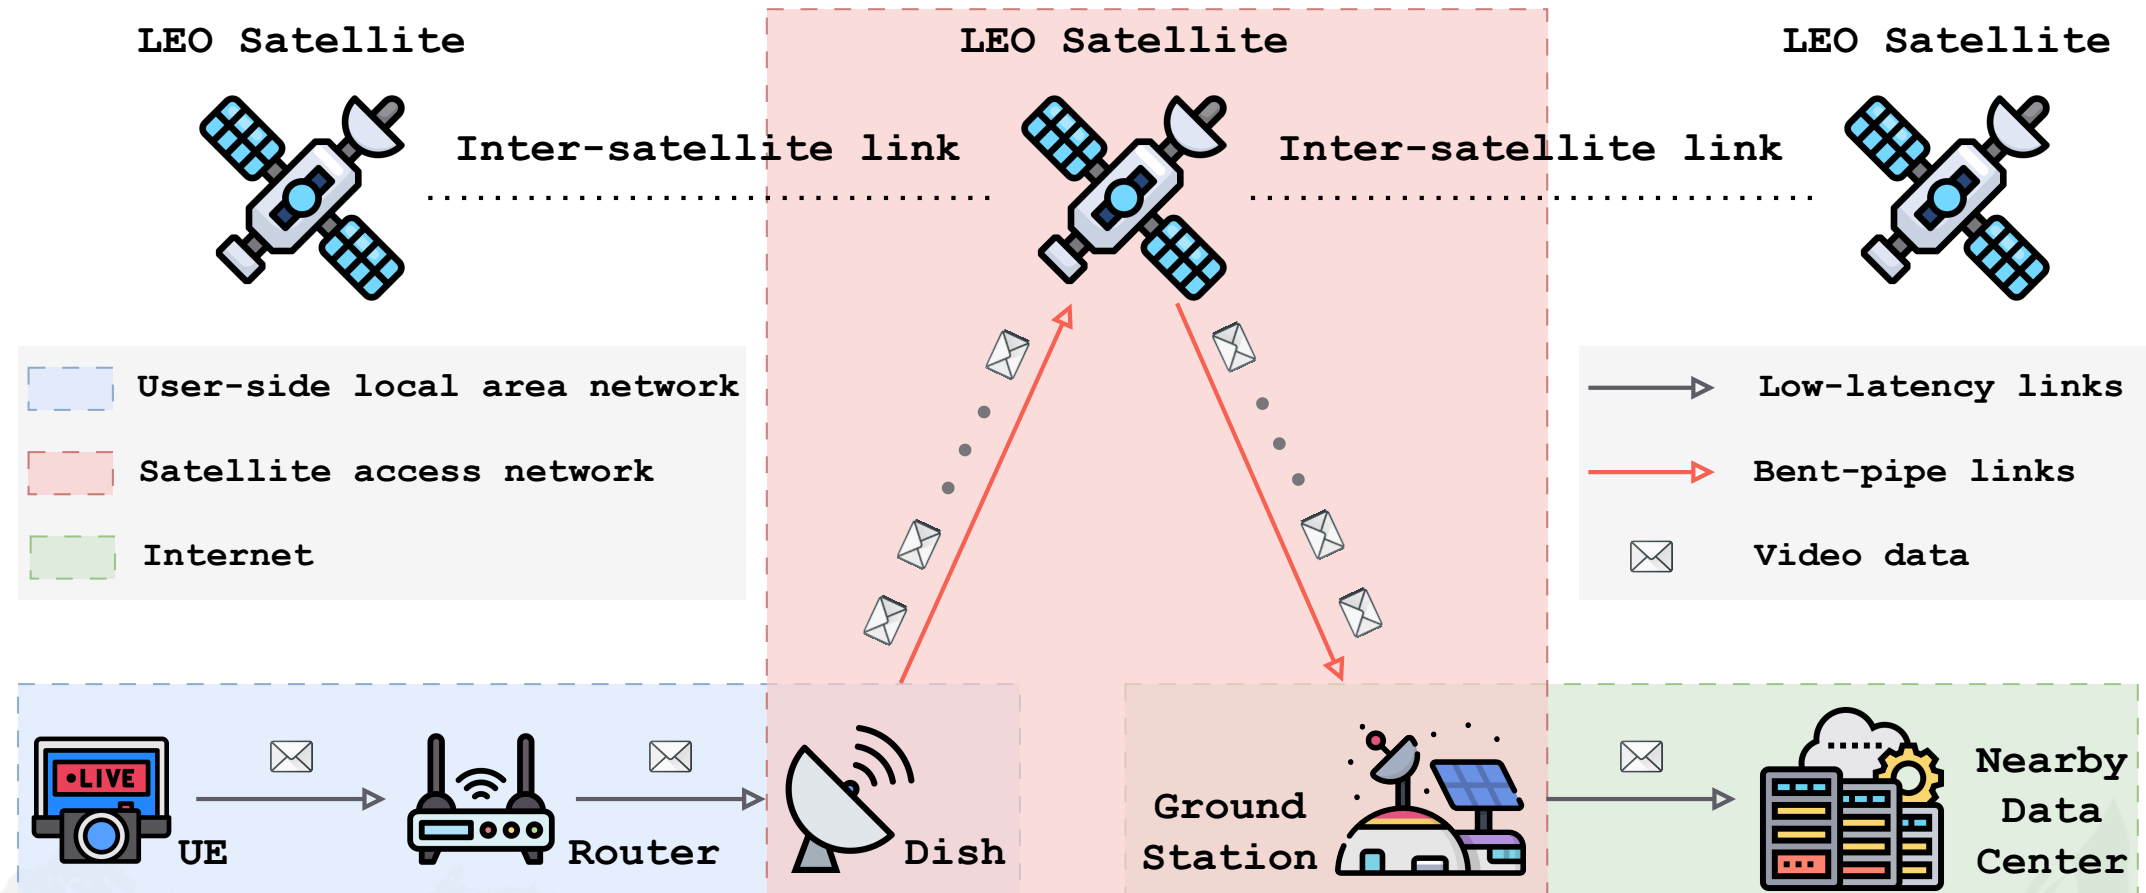 LEO Satellite
LEO Satellite
LEO Satellite
Inter-satellite link
Inter-satellite link
User-side local area network
Satellite access network
Internet
Low-latency links
Bent-pipe links
Video data
•LIVE
UE
Router
Dish
Ground
Station
Nearby
Data
Center